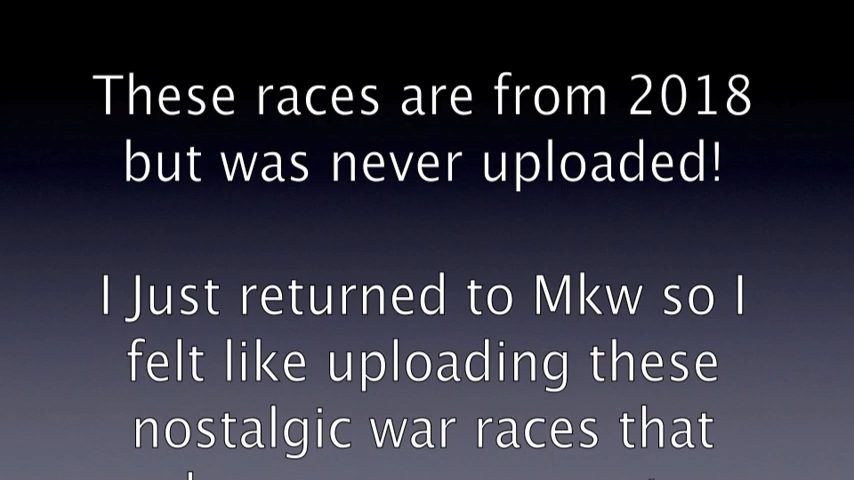 These races are from 2018
but was never uploaded!
I Just returned to Mkw so I
felt like uploading these
nostalgic war races that